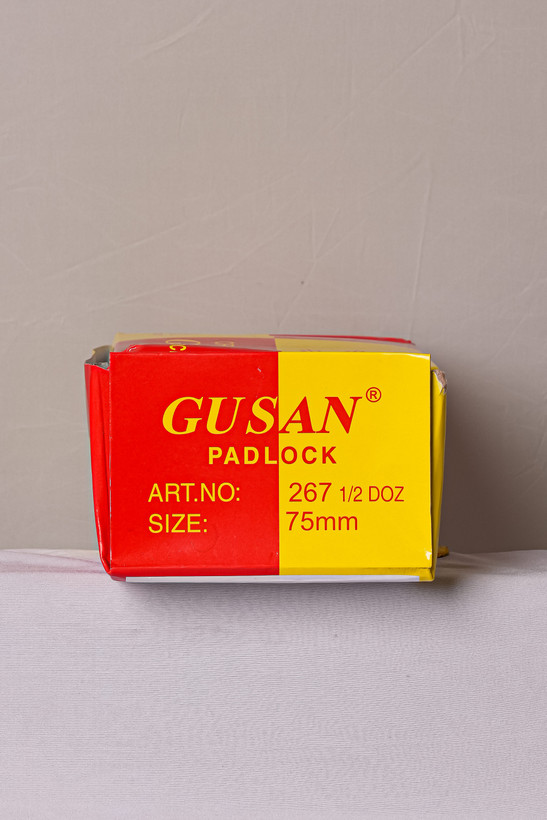 GUSAN®
PADLOCK
ART.NO: 267 1/2 DOZ
SIZE: 75mm